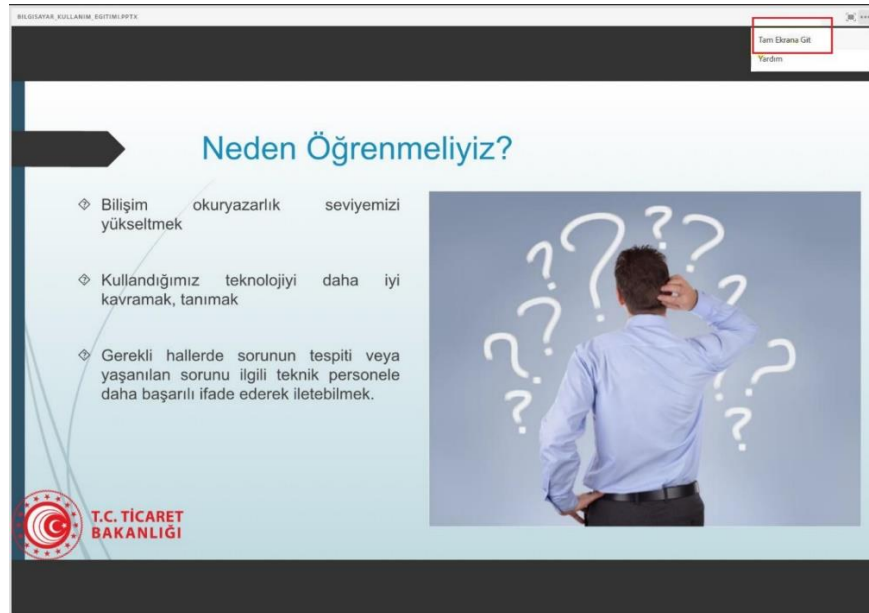 BILGISAYAR_KULLANIM_EGITIMI.PPTX
Tam Ekrana Git
Yardım
Neden Öğrenmeliyiz?
Bilişim okuryazarlık seviyemizi
yükseltmek
Kullandığımız teknolojiyi daha iyi
kavramak, tanımak
Gerekli hallerde sorunun tespiti veya
yaşanılan sorunu ilgili teknik personele
daha başarılı ifade ederek iletebilmek.
T.C. TİCARET
BAKANLIĞI